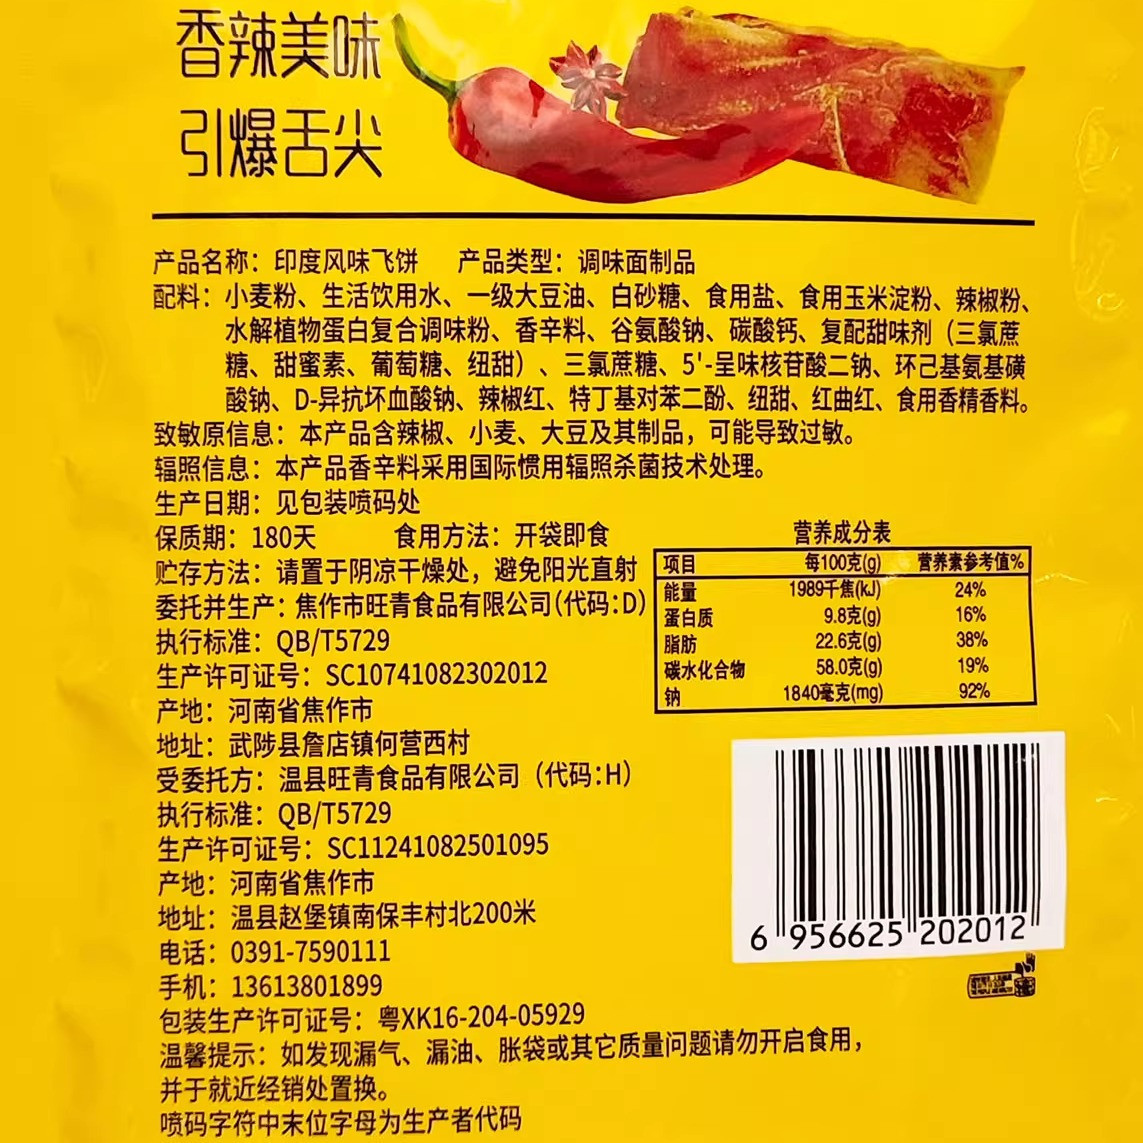 香辣美味
引爆舌尖
产品名称：印度风味飞饼 产品类型：调味面制品
配料：小麦粉、生活饮用水、一级大豆油、白砂糖、食用盐、食用玉米淀粉、辣椒粉、
水解植物蛋白复合调味粉、香辛料、谷氨酸钠、碳酸钙、复配甜味剂（三氯蔗
糖、甜蜜素、葡萄糖、纽甜）、三氯蔗糖、5'-呈味核苷酸二钠、环己基氨基磺
酸钠、D-异抗坏血酸钠、辣椒红、特丁基对苯二酚、纽甜、红曲红、食用香精香料。
致敏原信息：本产品含辣椒、小麦、大豆及其制品，可能导致过敏。
辐照信息：本产品香辛料采用国际惯用辐照杀菌技术处理。
生产日期：见包装喷码处
保质期：180天 食用方法：开袋即食
贮存方法：请置于阴凉干燥处，避免阳光直射
委托并生产：焦作市旺青食品有限公司(代码:D)
执行标准：QB/T5729
生产许可证号：SC10741082302012
产地：河南省焦作市
地址：武陟县詹店镇何营西村
受委托方：温县旺青食品有限公司（代码:H）
执行标准：QB/T5729
生产许可证号：SC11241082501095
产地：河南省焦作市
地址：温县赵堡镇南保丰村北200米
电话：0391-7590111
手机：13613801899
包装生产许可证号：粤XK16-204-05929
温馨提示：如发现漏气、漏油、胀袋或其它质量问题请勿开启食用，
并于就近经销处置换。
喷码字符中末位字母为生产者代码
营养成分表
项目 每100克(g) 营养素参考值%
能量 1989千焦(kJ) 24%
蛋白质 9.8克(g) 16%
脂肪 22.6克(g) 38%
碳水化合物 58.0克(g) 19%
钠 1840毫克(mg) 92%
6 956625 202012